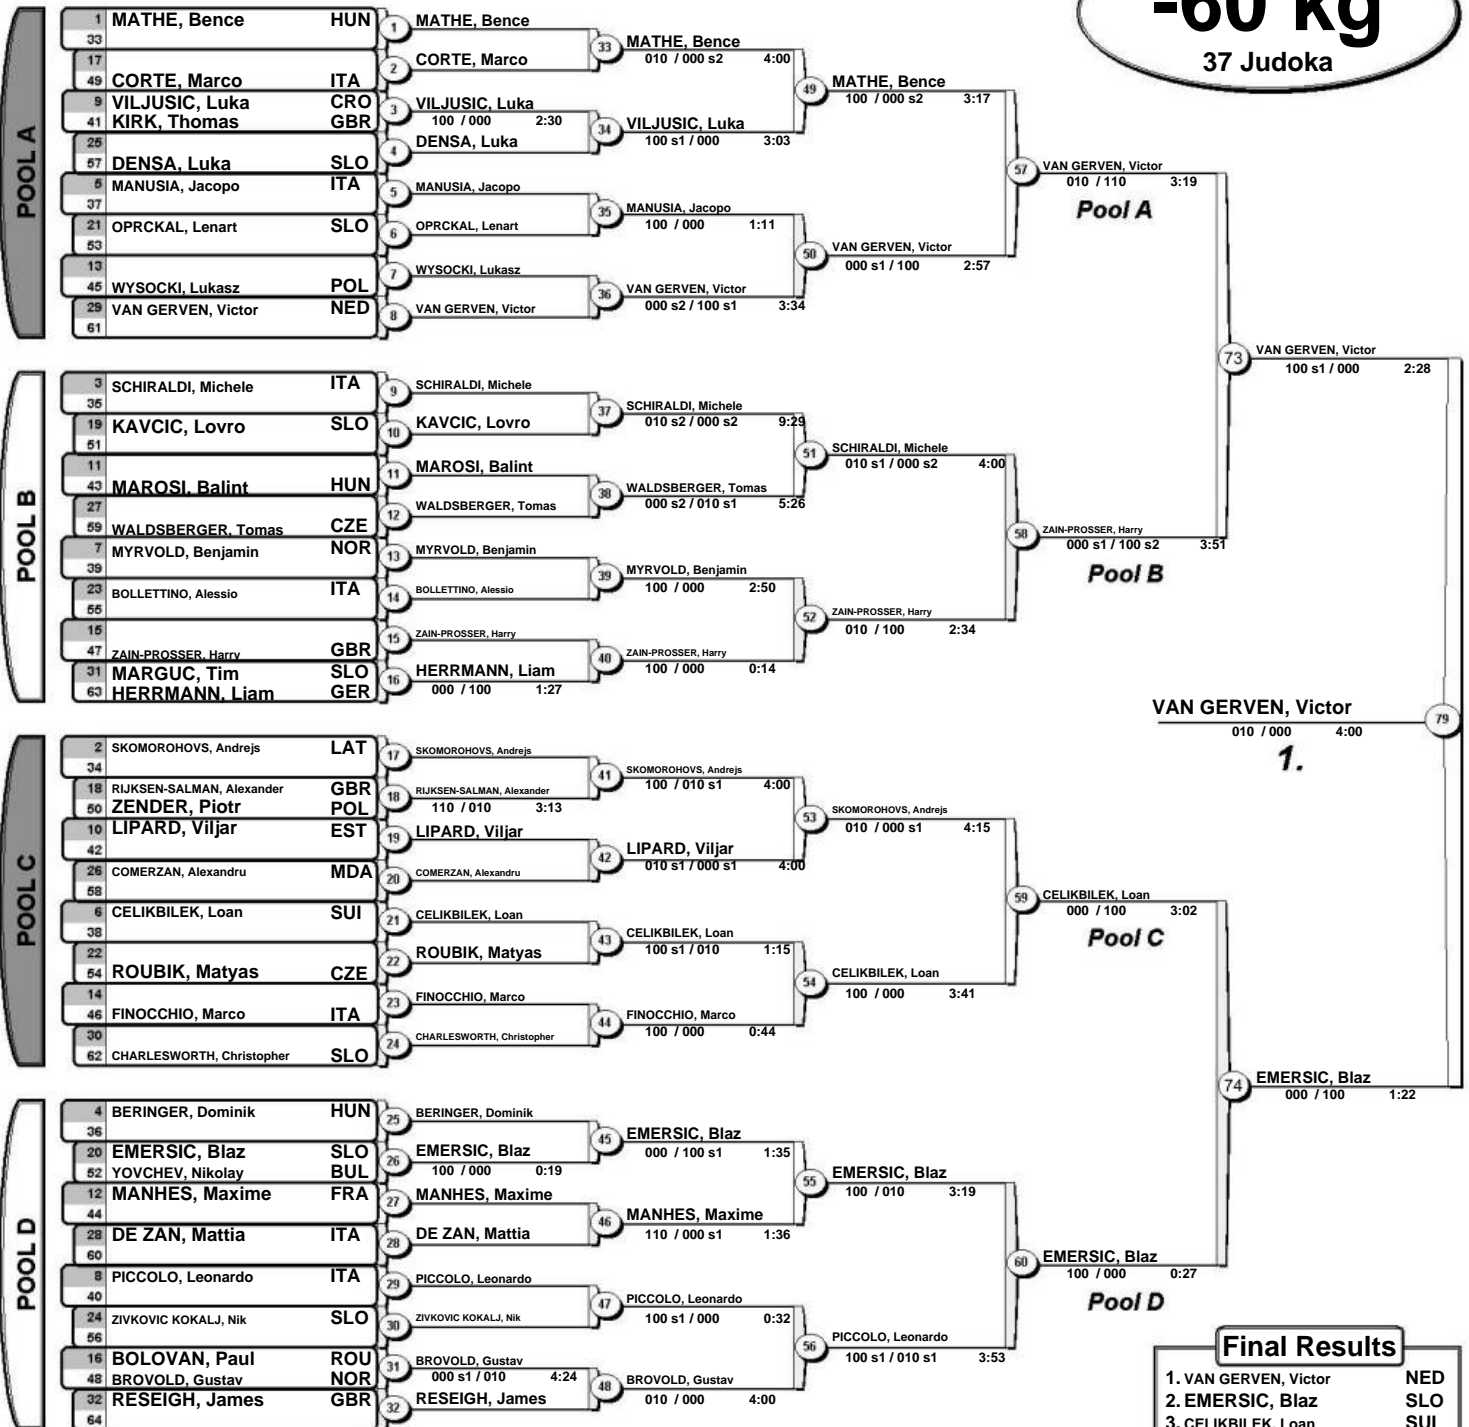 -60 kg
37 Judoka
POOL A
1 MATHE, Bence HUN
33
17
49 CORTE, Marco ITA
9 VILJUSIC, Luka CRO
41 KIRK, Thomas GBR
25
57 DENSA, Luka SLO
5 MANUSIA, Jacopo ITA
37
21 OPRCKAL, Lenart SLO
53
13
45 WYSOCKI, Lukasz POL
29 VAN GERVEN, Victor NED
61
1 MATHE, Bence
2 CORTE, Marco
3 VILJUSIC, Luka
100 / 000 2:30
4 DENSA, Luka
5 MANUSIA, Jacopo
6 OPRCKAL, Lenart
7 WYSOCKI, Lukasz
8 VAN GERVEN, Victor
33 MATHE, Bence
010 / 000 s2 4:00
34 VILJUSIC, Luka
100 s1 / 000 3:03
35 MANUSIA, Jacopo
100 / 000 1:11
36 VAN GERVEN, Victor
000 s2 / 100 s1 3:34
49 MATHE, Bence
100 / 000 s2 3:17
50 VAN GERVEN, Victor
000 s1 / 100 2:57
57 VAN GERVEN, Victor
010 / 110 3:19
Pool A
POOL B
3 SCHIRALDI, Michele ITA
35
19 KAVCIC, Lovro SLO
51
11
43 MAROSI, Balint HUN
27
59 WALDSBERGER, Tomas CZE
7 MYRVOLD, Benjamin NOR
39
23 BOLLETTINO, Alessio ITA
55
15
47 ZAIN-PROSSER, Harry GBR
31 MARGUC, Tim SLO
63 HERRMANN, Liam GER
9 SCHIRALDI, Michele
10 KAVCIC, Lovro
11 MAROSI, Balint
12 WALDSBERGER, Tomas
13 MYRVOLD, Benjamin
14 BOLLETTINO, Alessio
15 ZAIN-PROSSER, Harry
16 HERRMANN, Liam
000 / 100 1:27
37 SCHIRALDI, Michele
010 s2 / 000 s2 9:29
38 WALDSBERGER, Tomas
000 s2 / 010 s1 5:26
39 MYRVOLD, Benjamin
100 / 000 2:50
40 ZAIN-PROSSER, Harry
100 / 000 0:14
51 SCHIRALDI, Michele
010 s1 / 000 s2 4:00
52 ZAIN-PROSSER, Harry
010 / 100 2:34
58 ZAIN-PROSSER, Harry
000 s1 / 100 s2 3:51
Pool B
73 VAN GERVEN, Victor
100 s1 / 000 2:28
VAN GERVEN, Victor 79
010 / 000 4:00
1.
POOL C
2 SKOMOROHOVS, Andrejs LAT
34
18 RIJKSEN-SALMAN, Alexander GBR
50 ZENDER, Piotr POL
10 LIPARD, Viljar EST
42
26 COMERZAN, Alexandru MDA
58
6 CELIKBILEK, Loan SUI
38
22
54 ROUBIK, Matyas CZE
14
46 FINOCCHIO, Marco ITA
30
62 CHARLESWORTH, Christopher SLO
17 SKOMOROHOVS, Andrejs
18 RIJKSEN-SALMAN, Alexander
110 / 010 3:13
19 LIPARD, Viljar
20 COMERZAN, Alexandru
21 CELIKBILEK, Loan
22 ROUBIK, Matyas
23 FINOCCHIO, Marco
24 CHARLESWORTH, Christopher
41 SKOMOROHOVS, Andrejs
100 / 010 s1 4:00
42 LIPARD, Viljar
010 s1 / 000 s1 4:00
43 CELIKBILEK, Loan
100 s1 / 010 1:15
44 FINOCCHIO, Marco
100 / 000 0:44
53 SKOMOROHOVS, Andrejs
010 / 000 s1 4:15
54 CELIKBILEK, Loan
100 / 000 3:41
59 CELIKBILEK, Loan
000 / 100 3:02
Pool C
POOL D
4 BERINGER, Dominik HUN
36
20 EMERSIC, Blaz SLO
52 YOVCHEV, Nikolay BUL
12 MANHES, Maxime FRA
44
28 DE ZAN, Mattia ITA
60
8 PICCOLO, Leonardo ITA
40
24 ZIVKOVIC KOKALJ, Nik SLO
56
16 BOLOVAN, Paul ROU
48 BROVOLD, Gustav NOR
32 RESEIGH, James GBR
64
25 BERINGER, Dominik
26 EMERSIC, Blaz
100 / 000 0:19
27 MANHES, Maxime
28 DE ZAN, Mattia
29 PICCOLO, Leonardo
30 ZIVKOVIC KOKALJ, Nik
31 BROVOLD, Gustav
000 s1 / 010 4:24
32 RESEIGH, James
45 EMERSIC, Blaz
000 / 100 s1 1:35
46 MANHES, Maxime
110 / 000 s1 1:36
47 PICCOLO, Leonardo
100 s1 / 000 0:32
48 BROVOLD, Gustav
010 / 000 4:00
55 EMERSIC, Blaz
100 / 010 3:19
56 PICCOLO, Leonardo
100 s1 / 010 s1 3:53
60 EMERSIC, Blaz
100 / 000 0:27
Pool D
74 EMERSIC, Blaz
000 / 100 1:22
Final Results
1. VAN GERVEN, Victor NED
2. EMERSIC, Blaz SLO
3. CELIKBILEK, Loan SUI